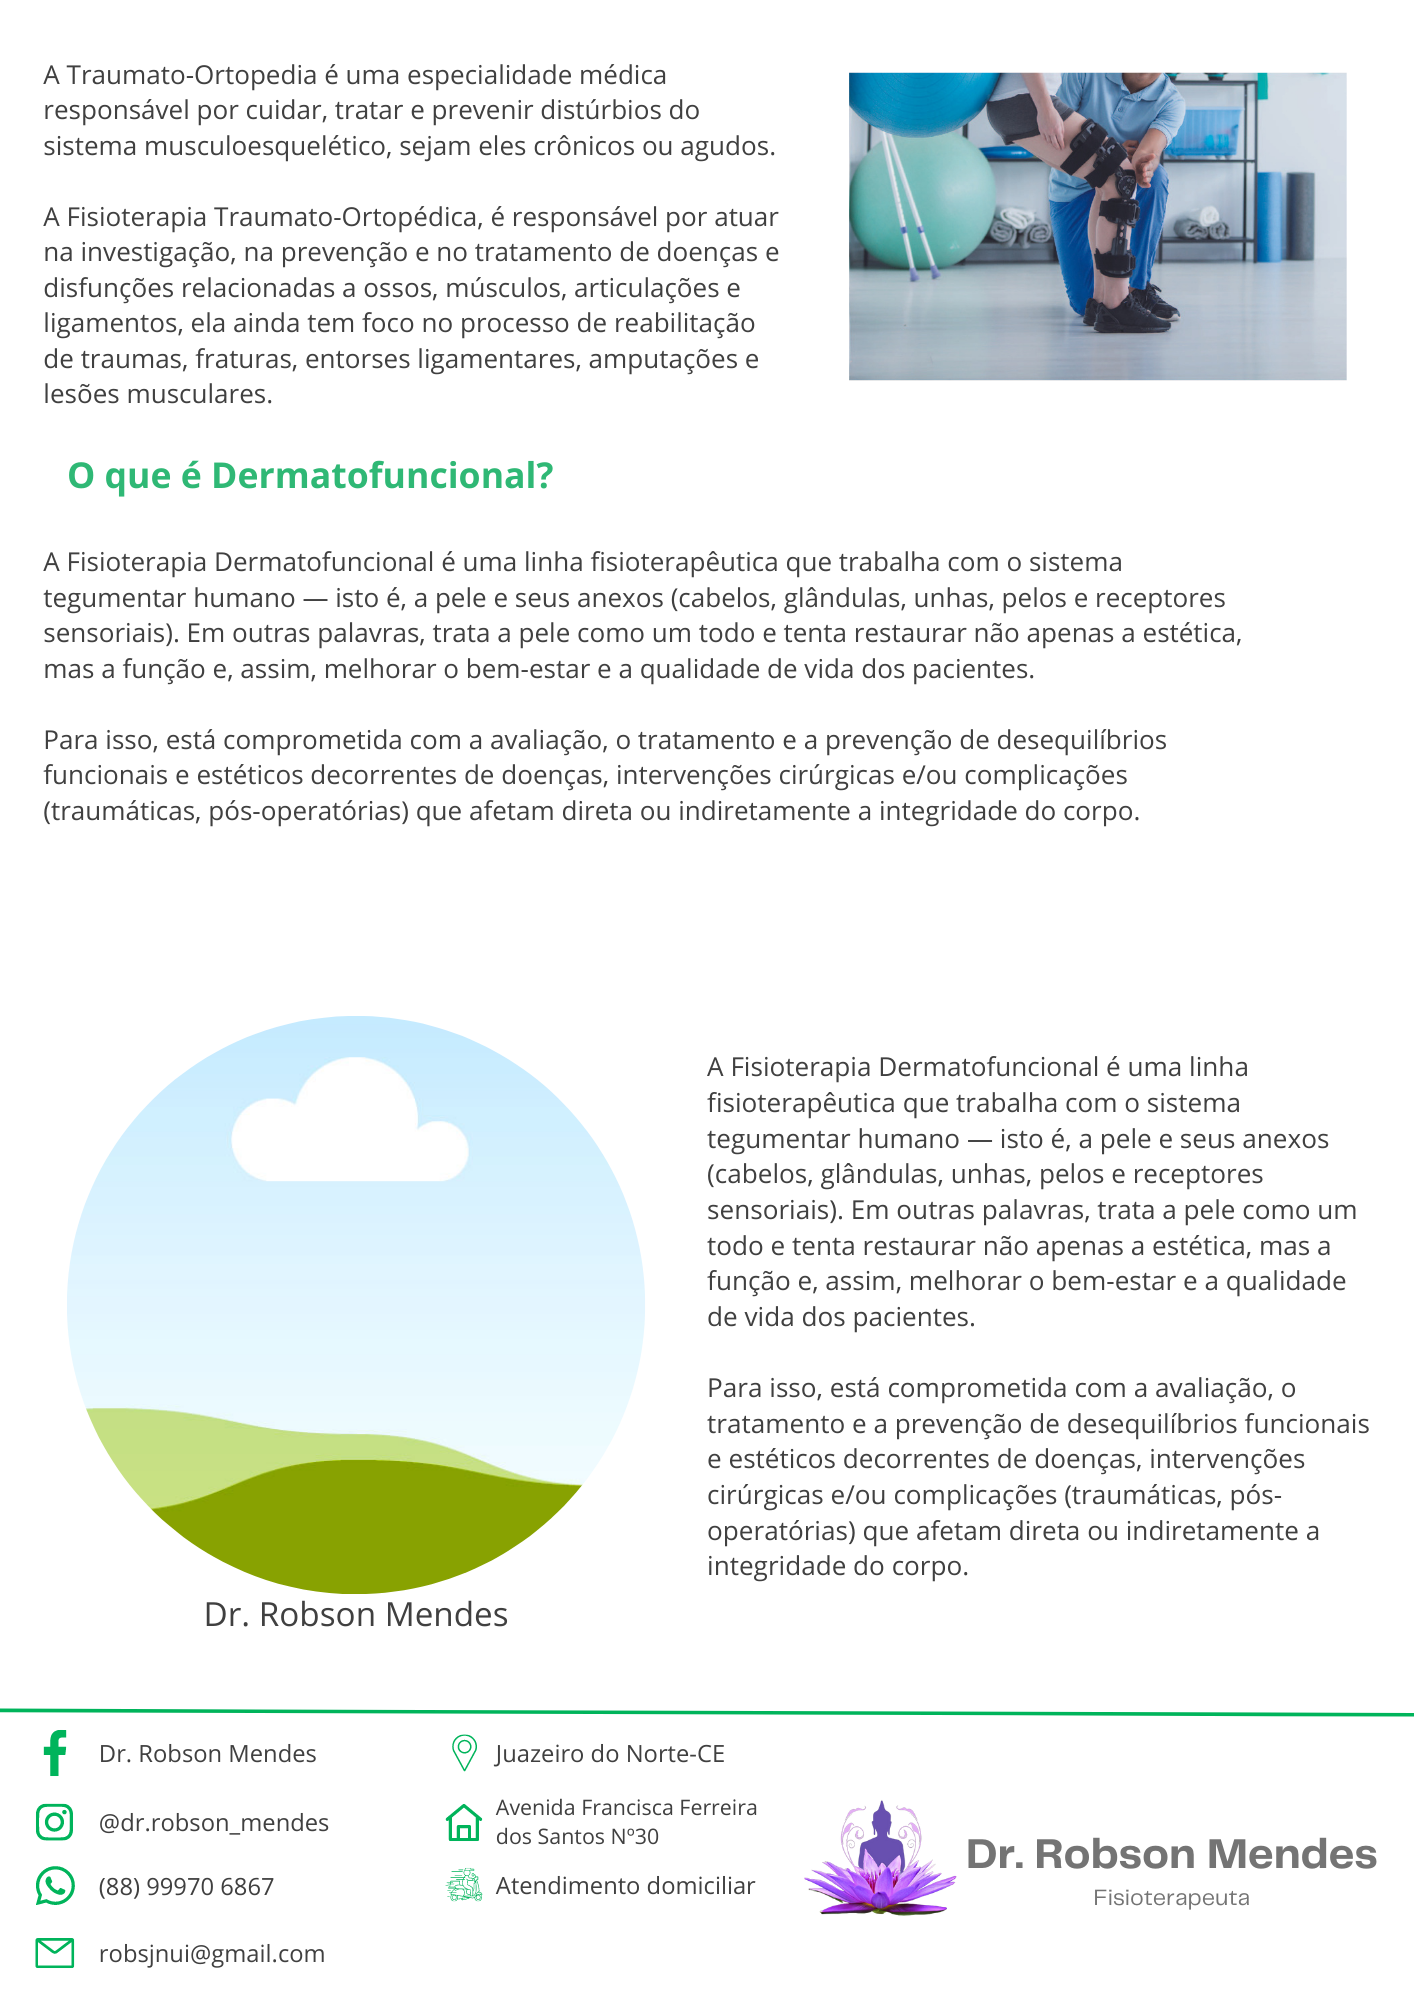 A Traumato-Ortopedia é uma especialidade médica
responsável por cuidar, tratar e prevenir distúrbios do
sistema musculoesquelético, sejam eles crônicos ou agudos.
A Fisioterapia Traumato-Ortopédica, é responsável por atuar
na investigação, na prevenção e no tratamento de doenças e
disfunções relacionadas a ossos, músculos, articulações e
ligamentos, ela ainda tem foco no processo de reabilitação
de traumas, fraturas, entorses ligamentares, amputações e
lesões musculares.
O que é Dermatofuncional?
A Fisioterapia Dermatofuncional é uma linha fisioterapêutica que trabalha com o sistema
tegumentar humano — isto é, a pele e seus anexos (cabelos, glândulas, unhas, pelos e receptores
sensoriais). Em outras palavras, trata a pele como um todo e tenta restaurar não apenas a estética,
mas a função e, assim, melhorar o bem-estar e a qualidade de vida dos pacientes.
Para isso, está comprometida com a avaliação, o tratamento e a prevenção de desequilíbrios
funcionais e estéticos decorrentes de doenças, intervenções cirúrgicas e/ou complicações
(traumáticas, pós-operatórias) que afetam direta ou indiretamente a integridade do corpo.
A Fisioterapia Dermatofuncional é uma linha
fisioterapêutica que trabalha com o sistema
tegumentar humano — isto é, a pele e seus anexos
(cabelos, glândulas, unhas, pelos e receptores
sensoriais). Em outras palavras, trata a pele como um
todo e tenta restaurar não apenas a estética, mas a
função e, assim, melhorar o bem-estar e a qualidade
de vida dos pacientes.
Para isso, está comprometida com a avaliação, o
tratamento e a prevenção de desequilíbrios funcionais
e estéticos decorrentes de doenças, intervenções
cirúrgicas e/ou complicações (traumáticas, pós-
operatórias) que afetam direta ou indiretamente a
integridade do corpo.
Dr. Robson Mendes
Dr. Robson Mendes
@dr.robson_mendes
(88) 99970 6867
robsjnui@gmail.com
Juazeiro do Norte-CE
Avenida Francisca Ferreira
dos Santos Nº30
Atendimento domiciliar
Dr. Robson Mendes
Fisioterapeuta